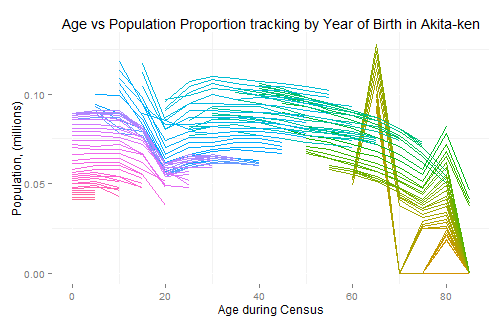 Age vs Population Proportion tracking by Year of Birth in Akita-ken
Population, (millions)
0.10
0.05
0.00
0
20
40
60
80
Age during Census